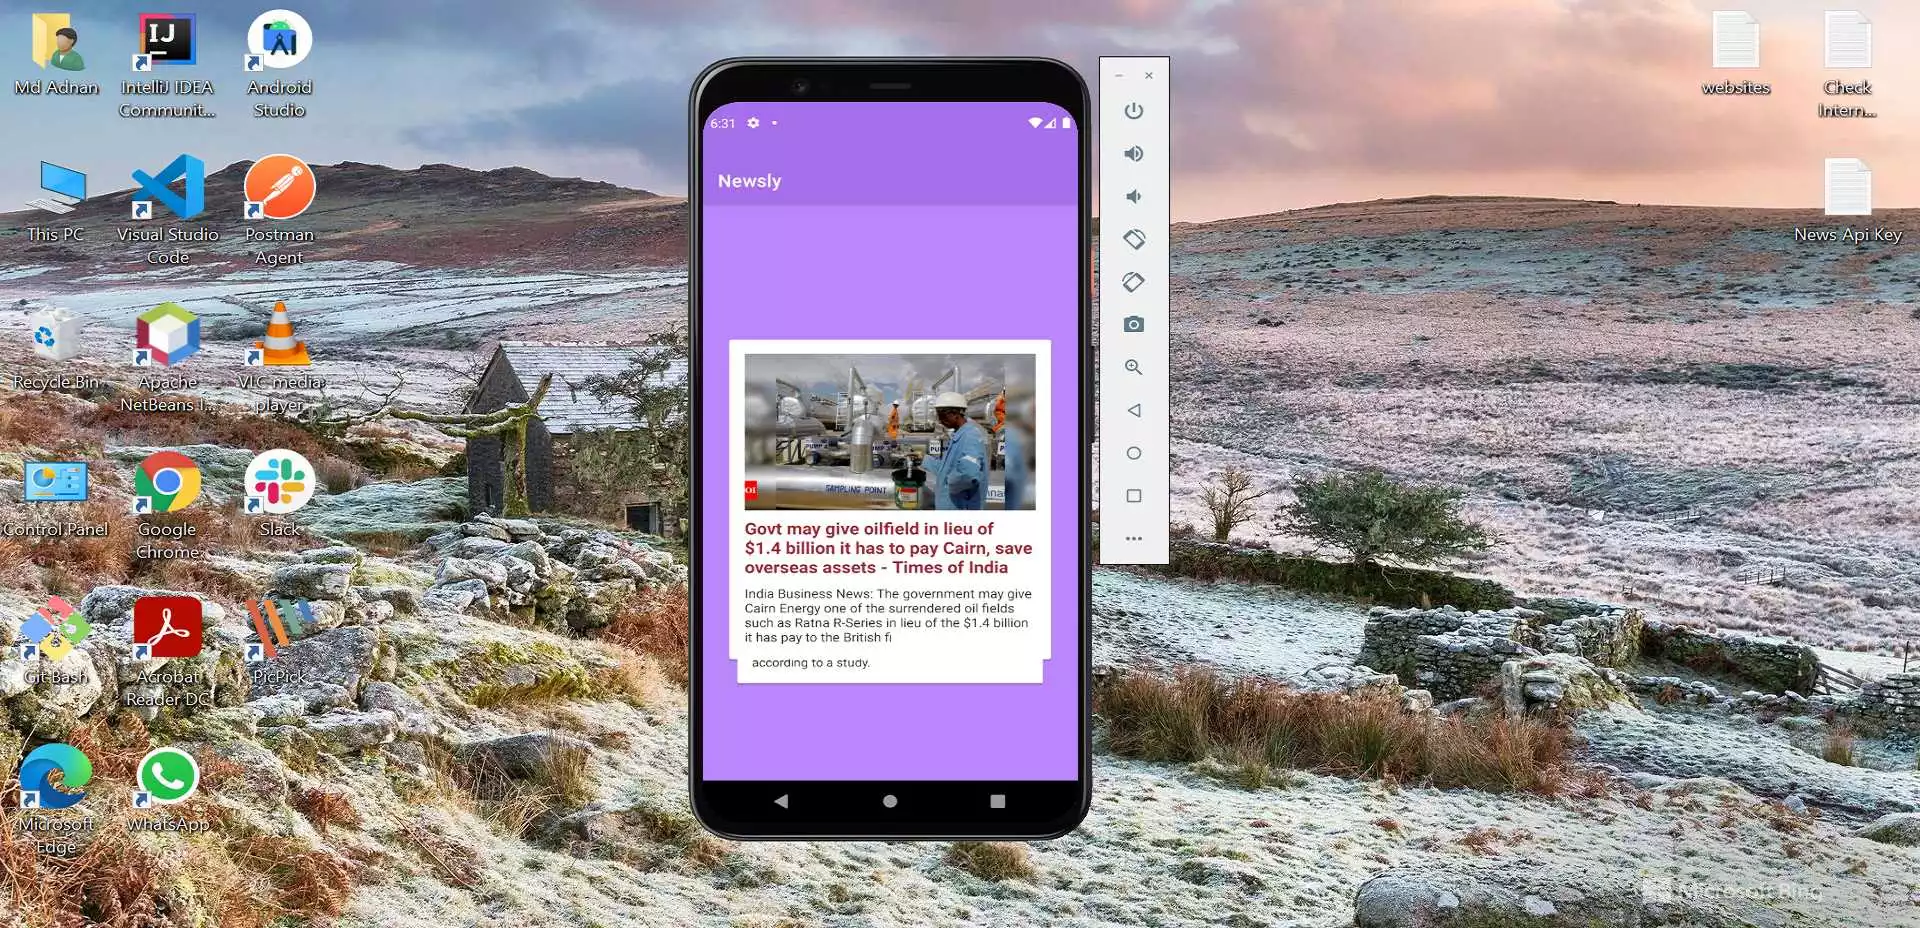 Md Adnan
IntelliJ IDEA
Communit...
Android
Studio
This PC
Visual Studio
Code
Postman
Agent
Recycle Bin
Apache
NetBeans I...
VLC media
player
Control Panel
Google
Chrome
Slack
Git Bash
Acrobat
Reader DC
PicPick
Microsoft
Edge
WhatsApp
IJ
6:31
Newsly
PUMP
SAMPLING POINT
Govt may give oilfield in lieu of
$1.4 billion it has to pay Cairn, save
overseas assets - Times of India
India Business News: The government may give
Cairn Energy one of the surrendered oil fields
such as Ratna R-Series in lieu of the $1.4 billion
it has pay to the British fi
according to a study.
websites
Check
Intern...
News Api Key
Microsoft Bing